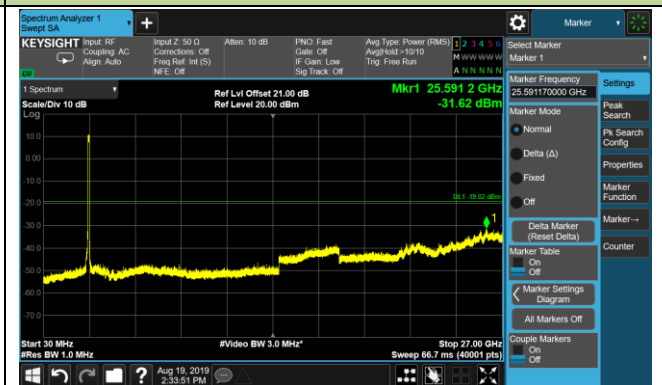 Spectrum Analyzer 1
Swept SA
+
Marker
KEYSIGHT
Input: RF
Coupling: AC
Align: Auto
Input Z: 50 Ω
Corrections: Off
Freq Ref: Int (S)
NFE: Off
Atten: 10 dB
PNO: Fast
Gate: Off
IF Gain: Low
Sig Track: Off
Avg Type: Power (RMS)
Avg|Hold:>10/10
Trig: Free Run
1 2 3 4 5 6
M W W W W W
A N N N N N
Select Marker
Marker 1
1 Spectrum
Scale/Div 10 dB
Log
Ref Lvl Offset 21.00 dB
Ref Level 20.00 dBm
Mkr1 25.591 2 GHz
-31.62 dBm
10.0
0.00
-10.0
-20.0
-30.0
-40.0
-50.0
-60.0
-70.0
DL1 -19.02 dBm
1
Start 30 MHz
#Res BW 1.0 MHz
#Video BW 3.0 MHz*
Stop 27.00 GHz
Sweep 66.7 ms (40001 pts)
Marker Frequency
25.591170000 GHz
Marker Mode
Normal
Delta (Δ)
Fixed
Off
Delta Marker
(Reset Delta)
Marker Table
On
Off
Marker Settings
Diagram
All Markers Off
Couple Markers
On
Off
Settings
Peak
Search
Pk Search
Config
Properties
Marker
Function
Marker→
Counter
?
Aug 19, 2019
2:33:51 PM